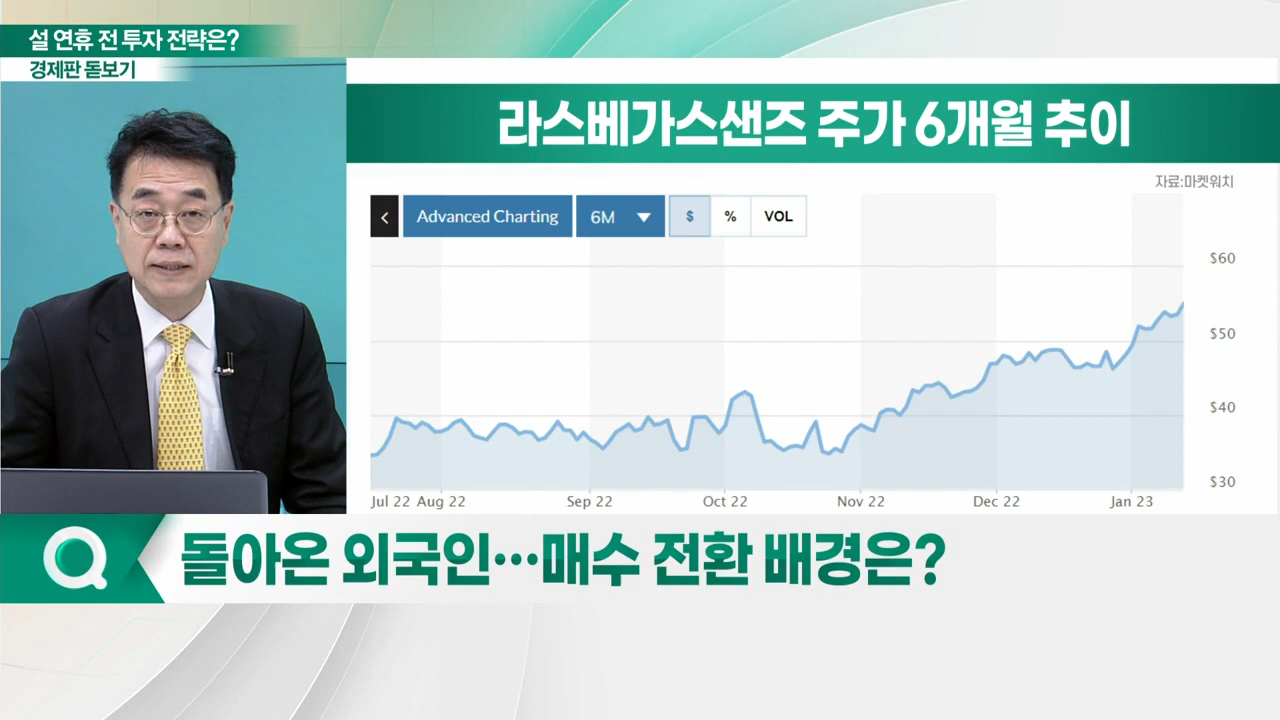 설 연휴 전 투자 전략은?
경제판 돋보기
라스베가스샌즈 주가 6개월 추이
자료:마켓워치
Advanced Charting 6M $ % VOL
$60
$50
$40
$30
Jul 22 Aug 22 Sep 22 Oct 22 Nov 22 Dec 22 Jan 23
돌아온 외국인…매수 전환 배경은?